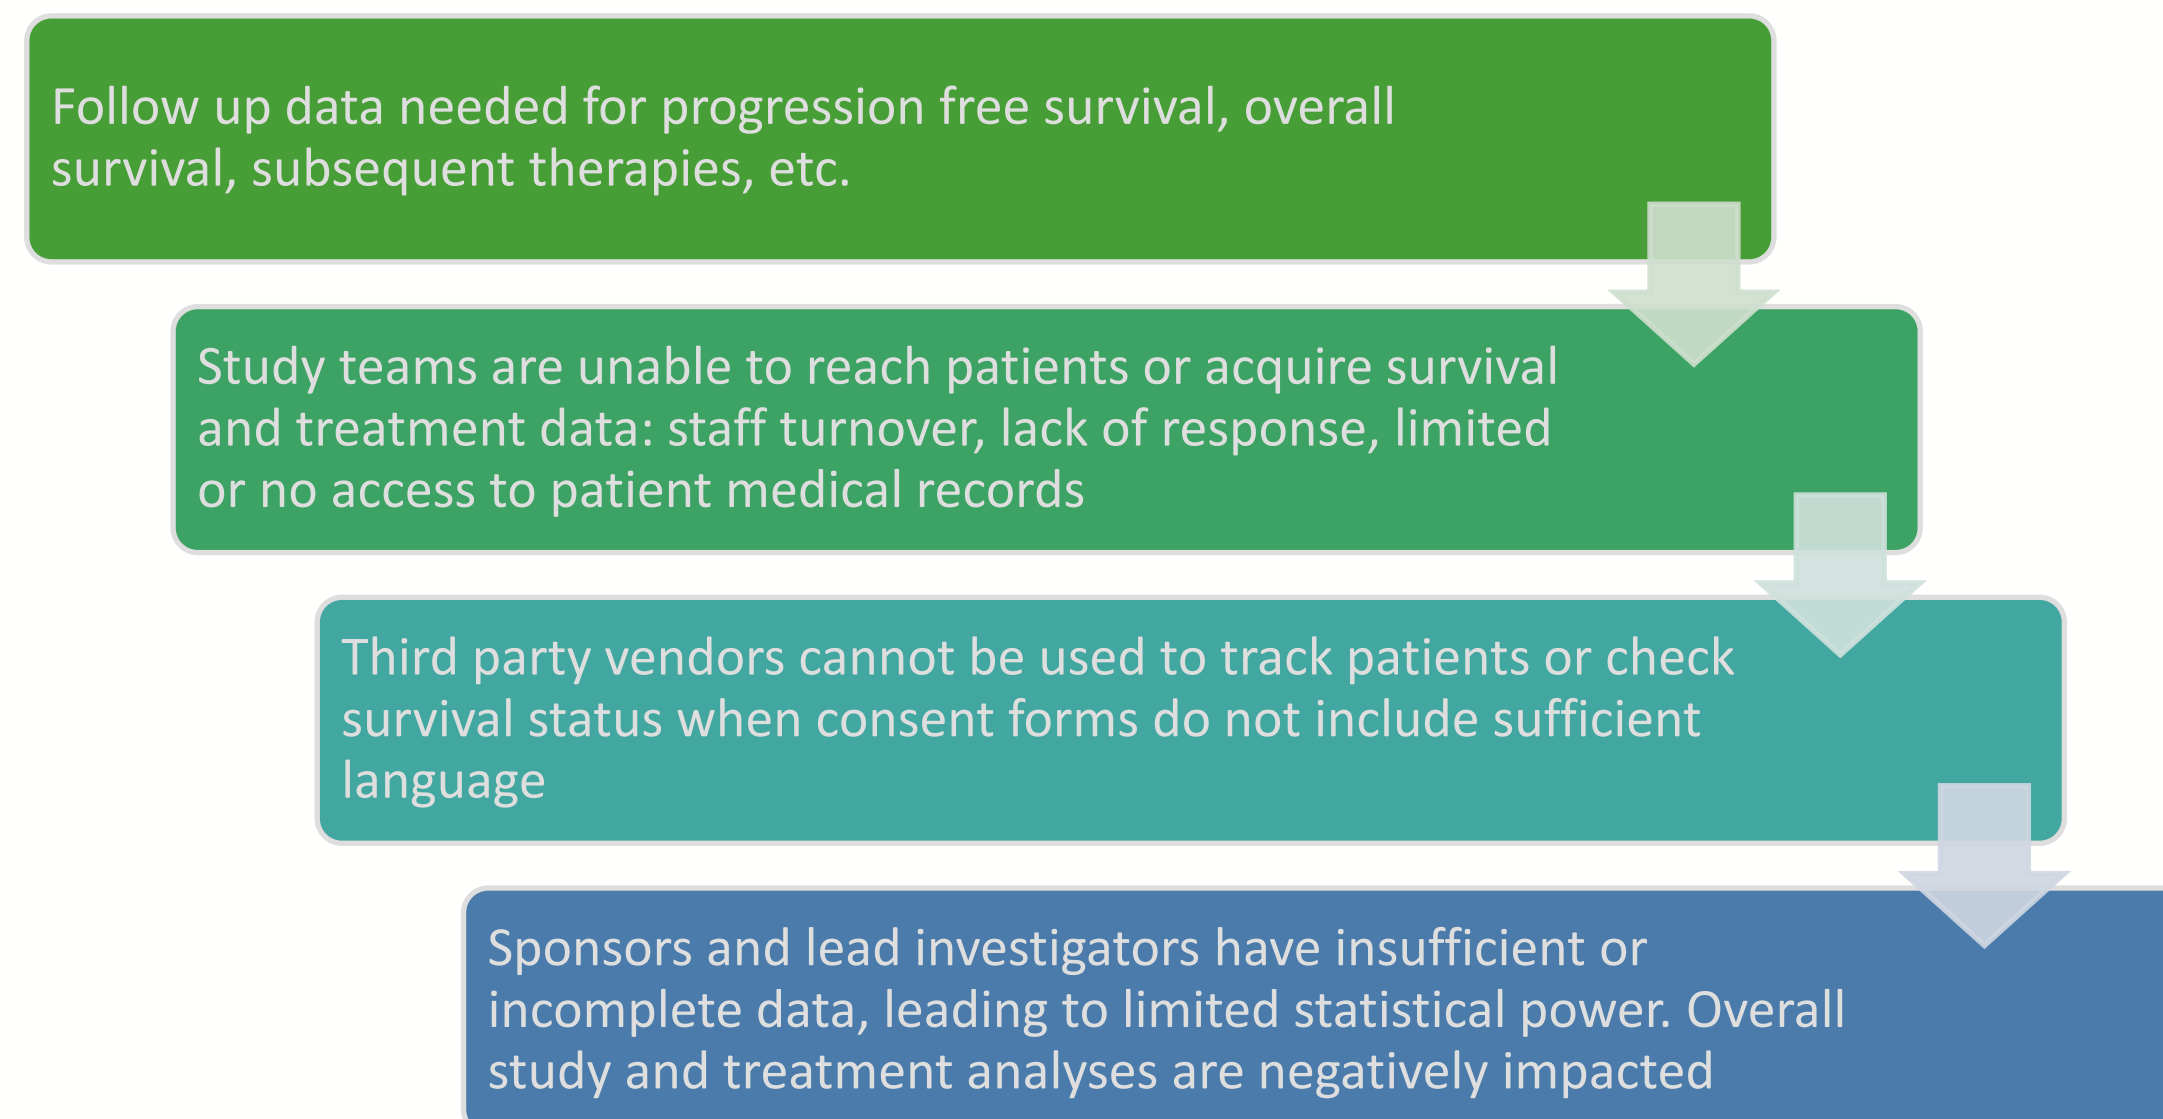 Follow up data needed for progression free survival, overall
survival, subsequent therapies, etc.
Study teams are unable to reach patients or acquire survival
and treatment data: staff turnover, lack of response, limited
or no access to patient medical records
Third party vendors cannot be used to track patients or check
survival status when consent forms do not include sufficient
language
Sponsors and lead investigators have insufficient or
incomplete data, leading to limited statistical power. Overall
study and treatment analyses are negatively impacted